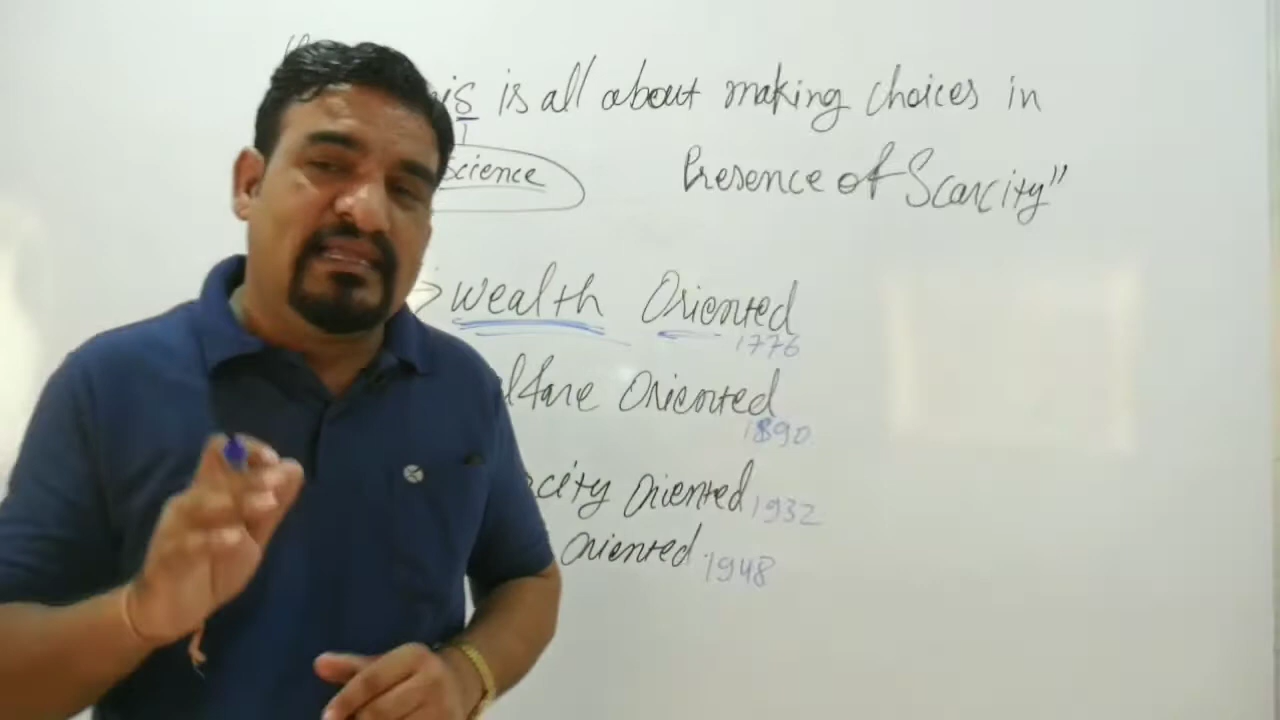 is is all about making choices in
Science
Presence of Scarcity"
> Wealth Oriented
1776
lfare Oriented
1890
city Oriented 1932
Oriented 1948